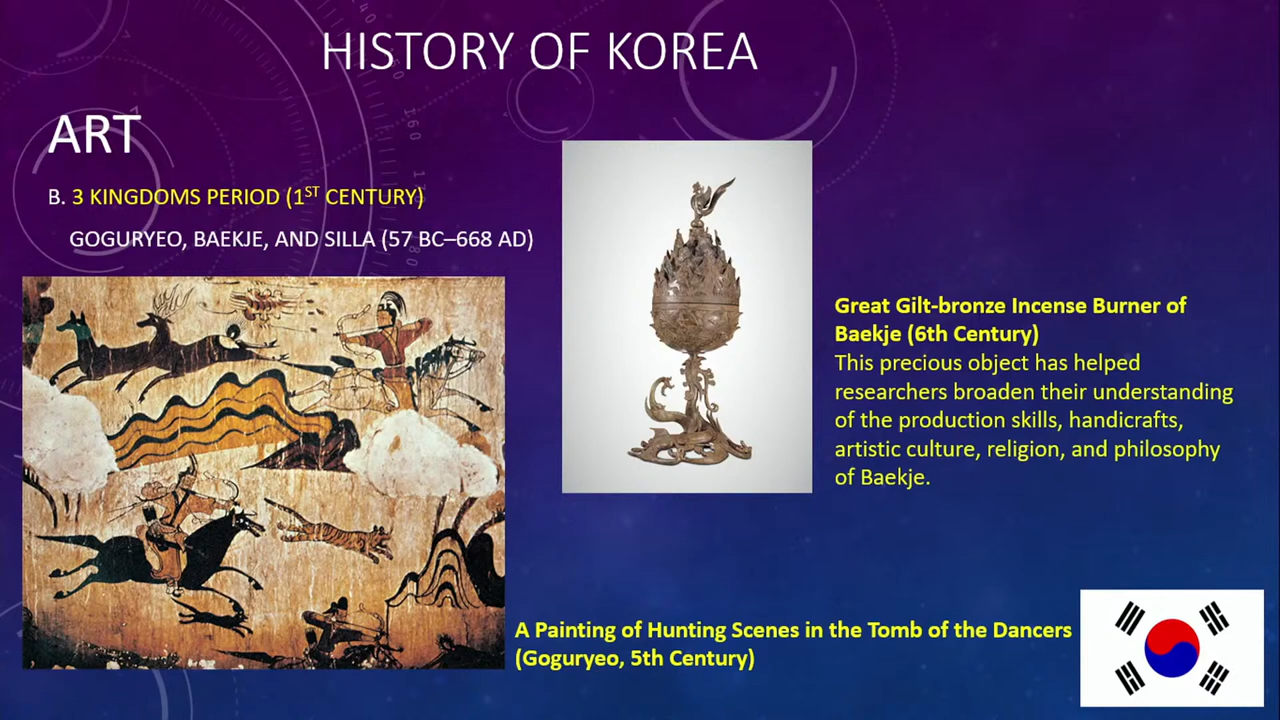 HISTORY OF KOREA
ART
B. 3 KINGDOMS PERIOD (1ST CENTURY)
GOGURYEO, BAEKJE, AND SILLA (57 BC–668 AD)
Great Gilt-bronze Incense Burner of
Baekje (6th Century)
This precious object has helped
researchers broaden their understanding
of the production skills, handicrafts,
artistic culture, religion, and philosophy
of Baekje.
A Painting of Hunting Scenes in the Tomb of the Dancers
(Goguryeo, 5th Century)